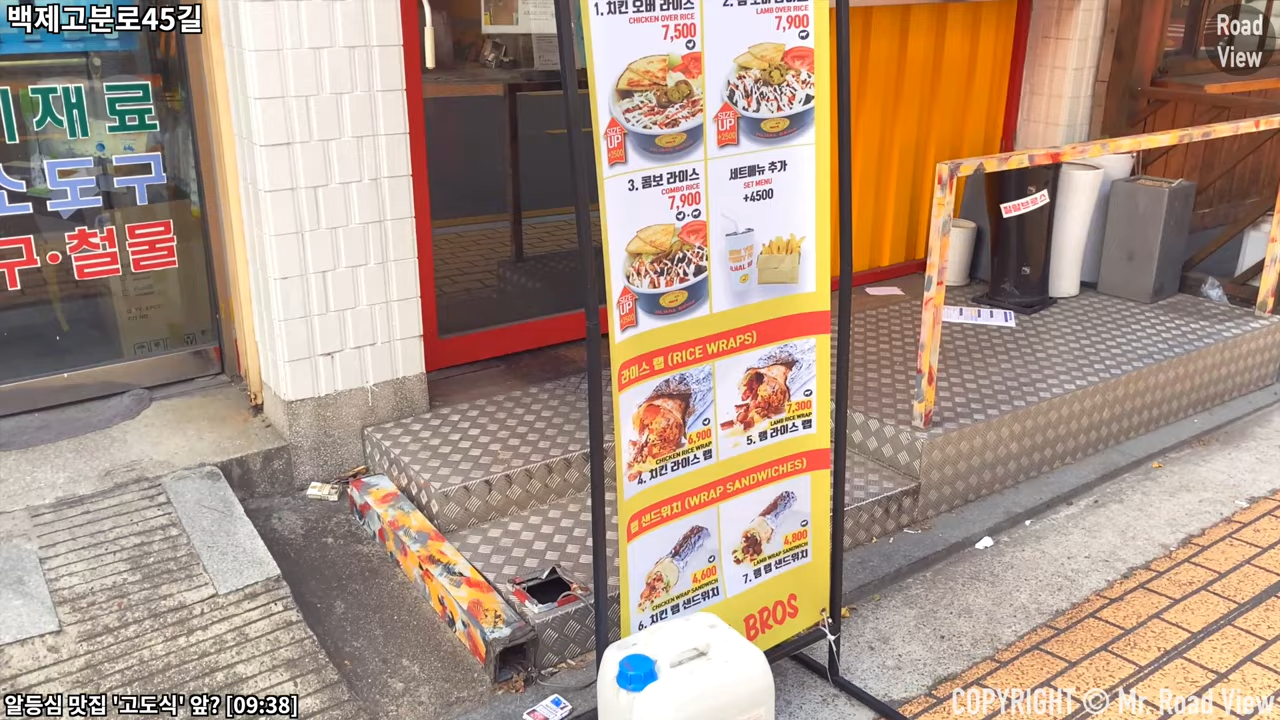 백제고분로45길
Road
View
재료
소도구
구·철물
1. 치킨 오버 라이스
CHICKEN OVER RICE
7,500
SIZE
UP
+2500
LAMB OVER RICE
7,900
SIZE
UP
+2500
3. 콤보 라이스
COMBO RICE
7,900
SIZE
UP
+2500
세트메뉴 추가
SET MENU
+4500
라이스 랩 (RICE WRAPS)
6,900
CHICKEN RICE WRAP
4. 치킨 라이스 랩
7,300
LAMB RICE WRAP
5. 램 라이스 랩
랩 샌드위치 (WRAP SANDWICHES)
4,600
CHICKEN WRAP SANDWICH
6. 치킨 랩 샌드위치
4,800
LAMB WRAP SANDWICH
7. 램 랩 샌드위치
BROS
할랄브로스
알등심 맛집 '고도식' 앞? [09:38]
COPYRIGHT © Mr. Road View